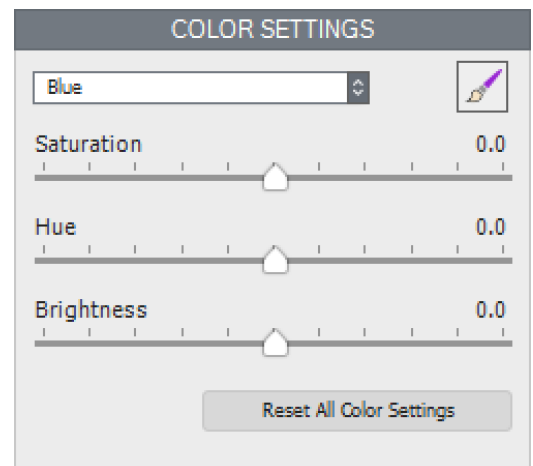 COLOR SETTINGS
Blue
Saturation 0.0
Hue 0.0
Brightness 0.0
Reset All Color Settings